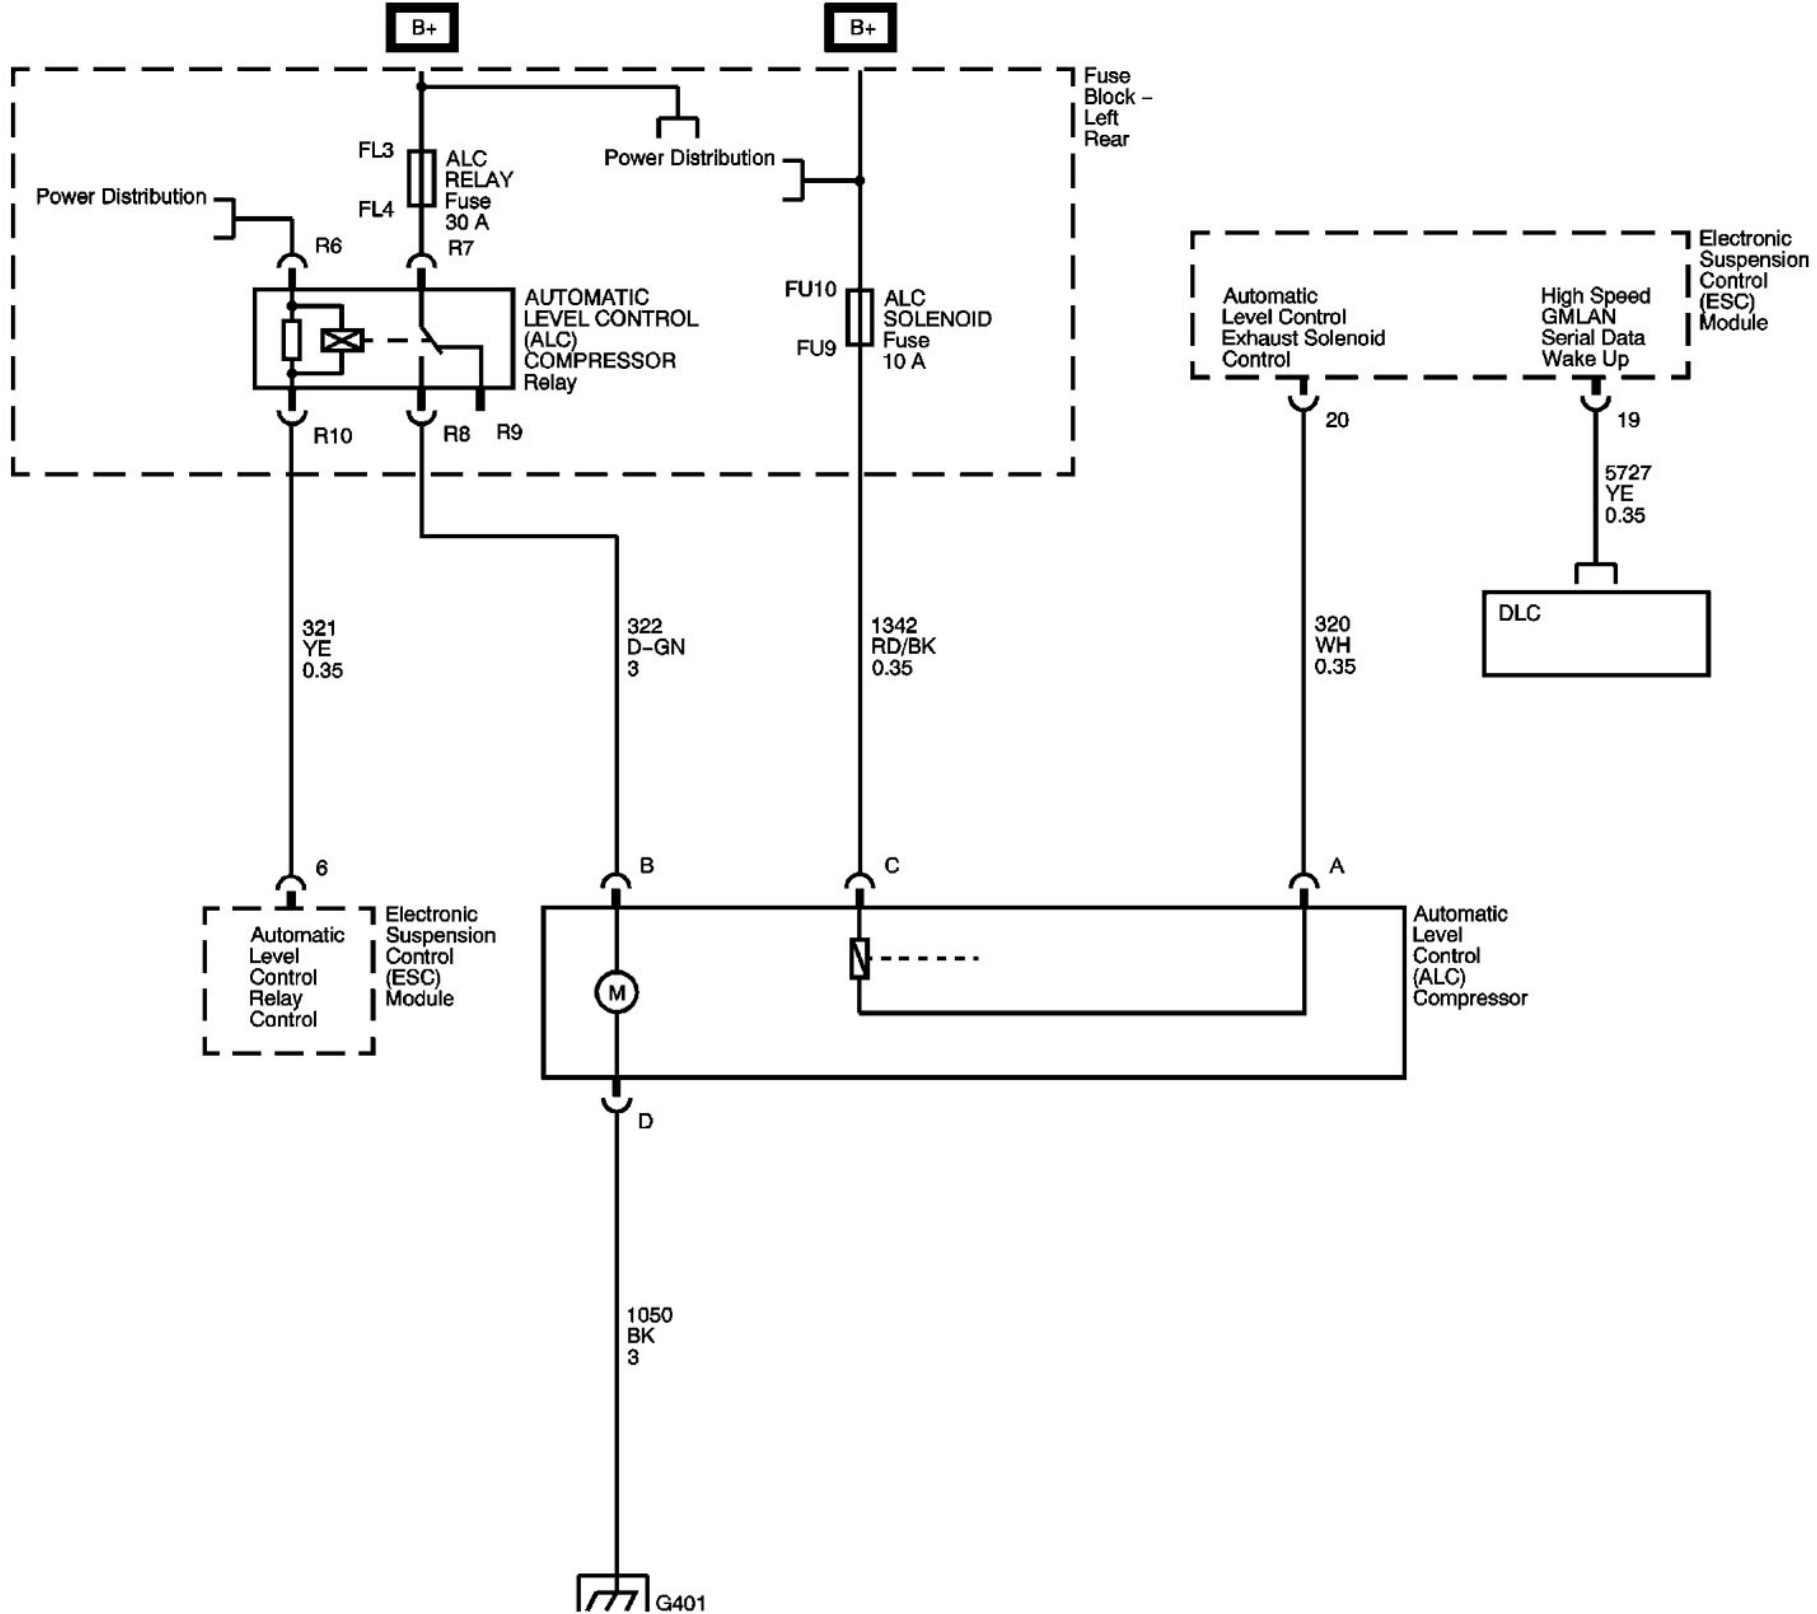 B+
B+
Fuse
Block –
Left
Rear
FL3
FL4
ALC
RELAY
Fuse
30 A
Power Distribution
Power Distribution
R6
R7
AUTOMATIC
LEVEL CONTROL
(ALC)
COMPRESSOR
Relay
R10
R8
R9
FU10
FU9
ALC
SOLENOID
Fuse
10 A
Electronic
Suspension
Control
(ESC)
Module
Automatic
Level Control
Exhaust Solenoid
Control
High Speed
GMLAN
Serial Data
Wake Up
20
19
5727
YE
0.35
DLC
321
YE
0.35
322
D-GN
3
1342
RD/BK
0.35
320
WH
0.35
6
B
C
A
Automatic
Level
Control
Relay
Control
Electronic
Suspension
Control
(ESC)
Module
M
Automatic
Level
Control
(ALC)
Compressor
D
1050
BK
3
G401